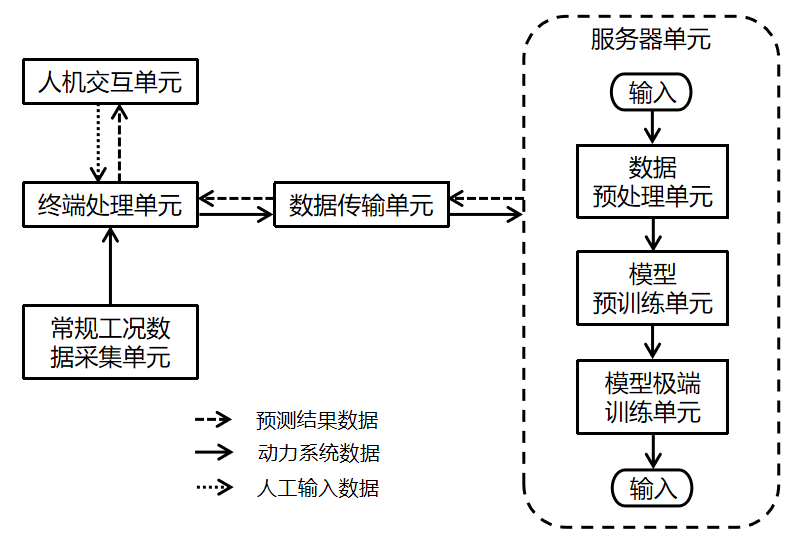 服务器单元
人机交互单元
输入
数据
预处理单元
终端处理单元
数据传输单元
模型
预训练单元
常规工况数
据采集单元
模型极端
训练单元
预测结果数据
动力系统数据
人工输入数据
输入